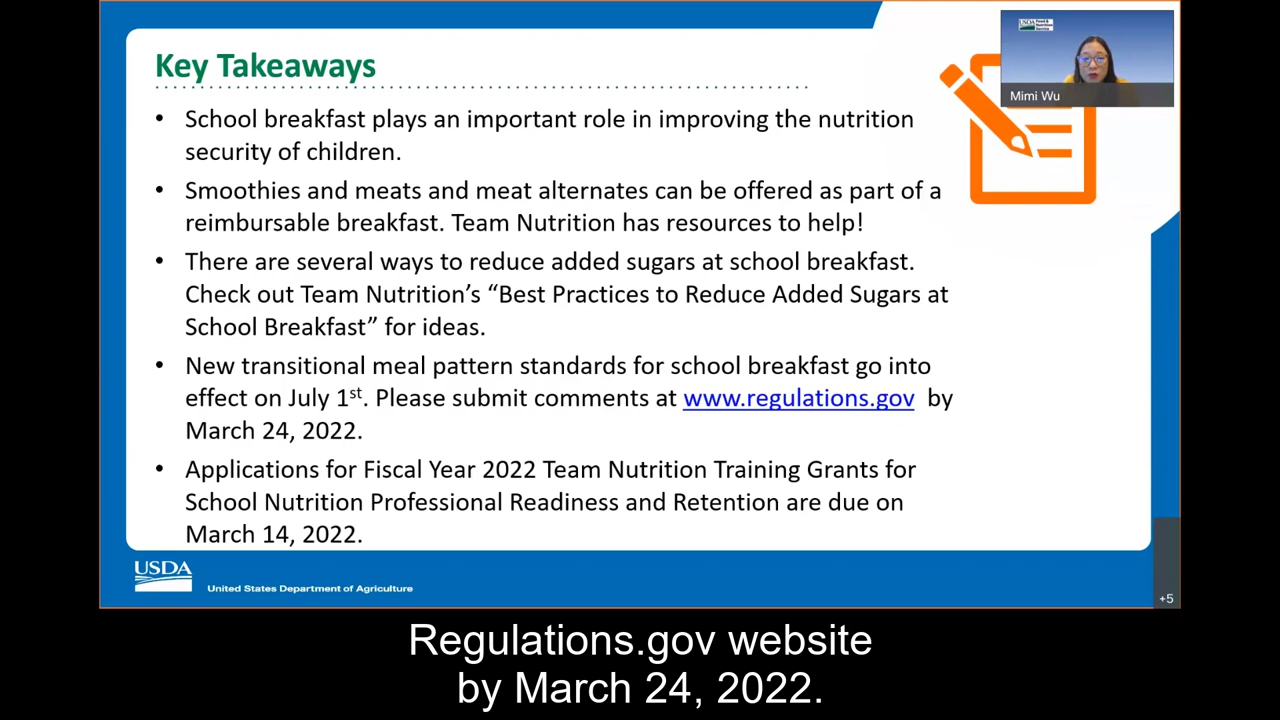 Key Takeaways
• School breakfast plays an important role in improving the nutrition
security of children.
• Smoothies and meats and meat alternates can be offered as part of a
reimbursable breakfast. Team Nutrition has resources to help!
• There are several ways to reduce added sugars at school breakfast.
Check out Team Nutrition’s “Best Practices to Reduce Added Sugars at
School Breakfast” for ideas.
• New transitional meal pattern standards for school breakfast go into
effect on July 1st. Please submit comments at www.regulations.gov by
March 24, 2022.
• Applications for Fiscal Year 2022 Team Nutrition Training Grants for
School Nutrition Professional Readiness and Retention are due on
March 14, 2022.
USDA Food &
Nutrition
Service
Mimi Wu
USDA
United States Department of Agriculture
+5
Regulations.gov website
by March 24, 2022.